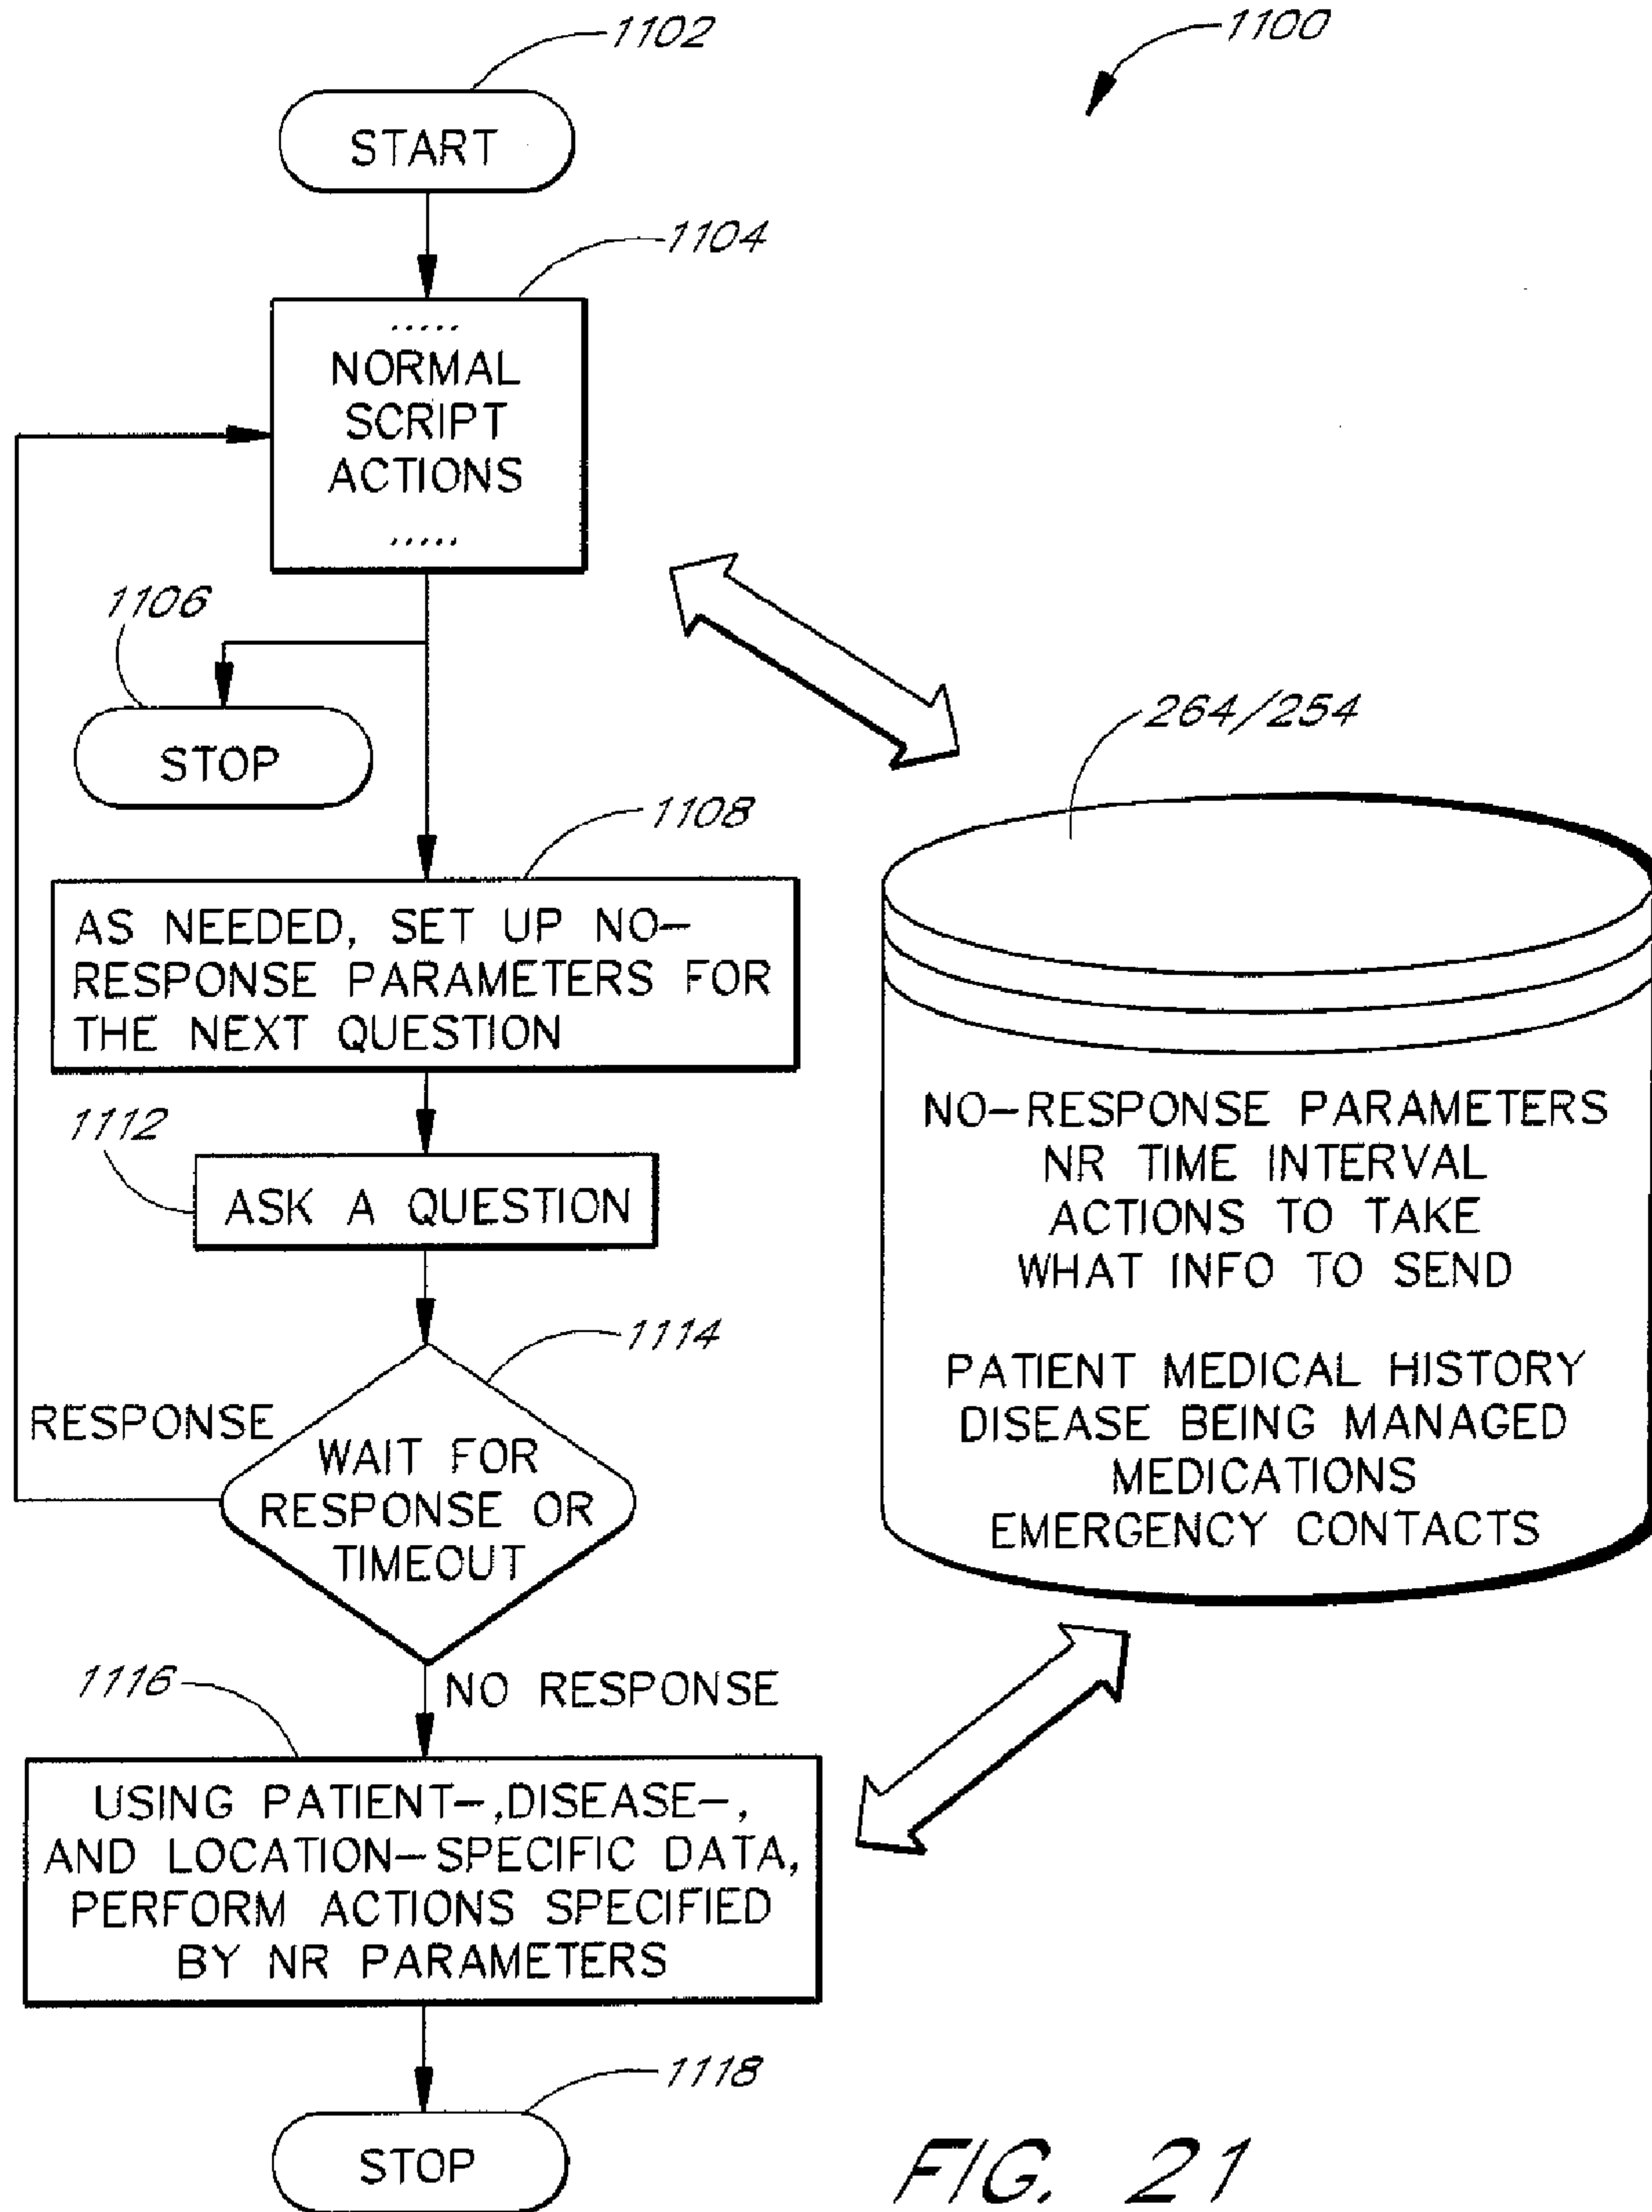 1102
1100
START
1104
.....
NORMAL
SCRIPT
ACTIONS
.....
1106
STOP
264/254
1108
AS NEEDED, SET UP NO-
RESPONSE PARAMETERS FOR
THE NEXT QUESTION
1112
ASK A QUESTION
NO-RESPONSE PARAMETERS
NR TIME INTERVAL
ACTIONS TO TAKE
WHAT INFO TO SEND
PATIENT MEDICAL HISTORY
DISEASE BEING MANAGED
MEDICATIONS
EMERGENCY CONTACTS
1114
RESPONSE
WAIT FOR
RESPONSE OR
TIMEOUT
1116
NO RESPONSE
USING PATIENT-,DISEASE-,
AND LOCATION-SPECIFIC DATA,
PERFORM ACTIONS SPECIFIED
BY NR PARAMETERS
1118
STOP
FIG. 21